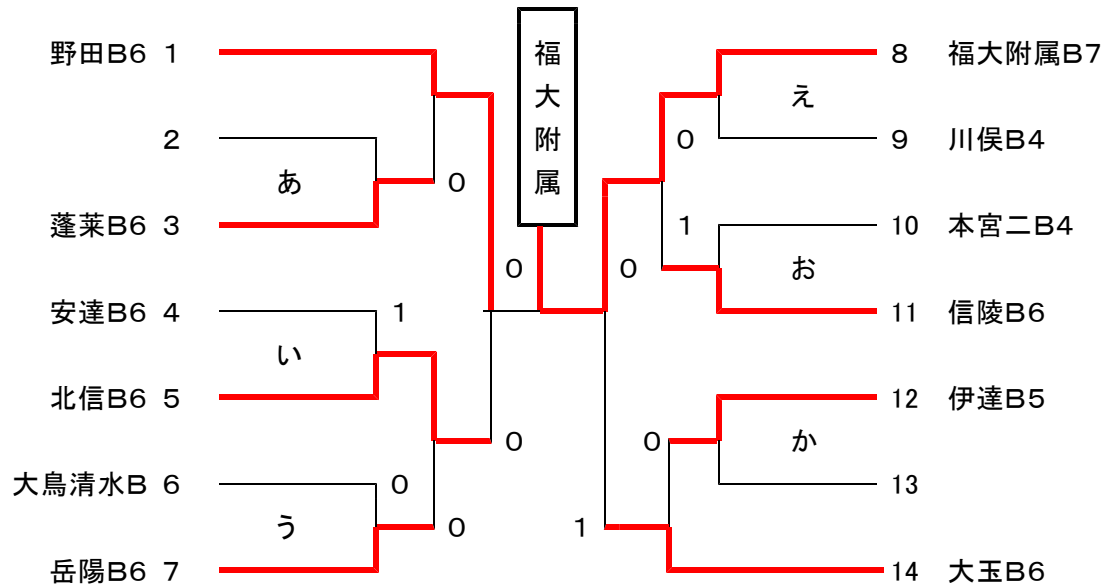 福大附属
野田B6 1
2
あ
0
蓬莱B6 3
0
安達B6 4
1
い
北信B6 5
0
大鳥清水B 6
0
う
0
岳陽B6 7
8 福大附属B7
え
0
9 川俣B4
1
10 本宮二B4
0
お
11 信陵B6
12 伊達B5
0
か
13
1
14 大玉B6